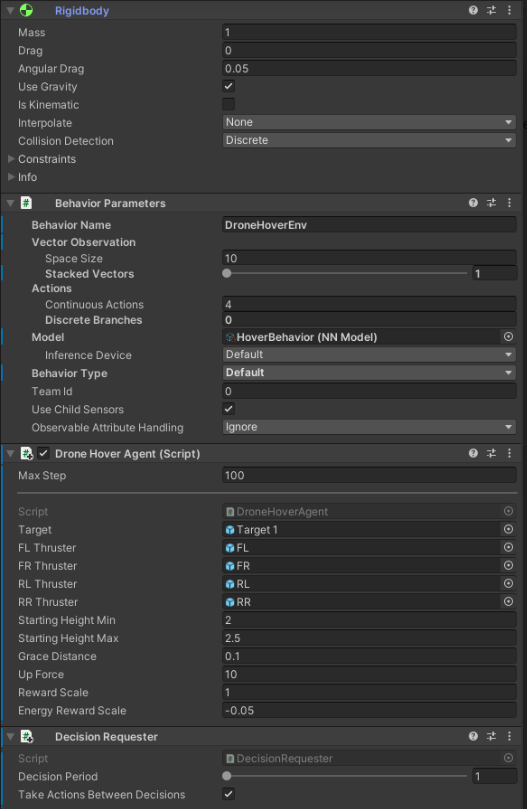 Rigidbody
Mass 1
Drag 0
Angular Drag 0.05
Use Gravity
Is Kinematic
Interpolate None
Collision Detection Discrete
Constraints
Info
# Behavior Parameters
Behavior Name DroneHoverEnv
Vector Observation
Space Size 10
Stacked Vectors 1
Actions
Continuous Actions 4
Discrete Branches 0
Model HoverBehavior (NN Model)
Inference Device Default
Behavior Type Default
Team Id 0
Use Child Sensors
Observable Attribute Handling Ignore
# Drone Hover Agent (Script)
Max Step 100
Script DroneHoverAgent
Target Target 1
FL Thruster FL
FR Thruster FR
RL Thruster RL
RR Thruster RR
Starting Height Min 2
Starting Height Max 2.5
Grace Distance 0.1
Up Force 10
Reward Scale 1
Energy Reward Scale -0.05
# Decision Requester
Script DecisionRequester
Decision Period 1
Take Actions Between Decisions